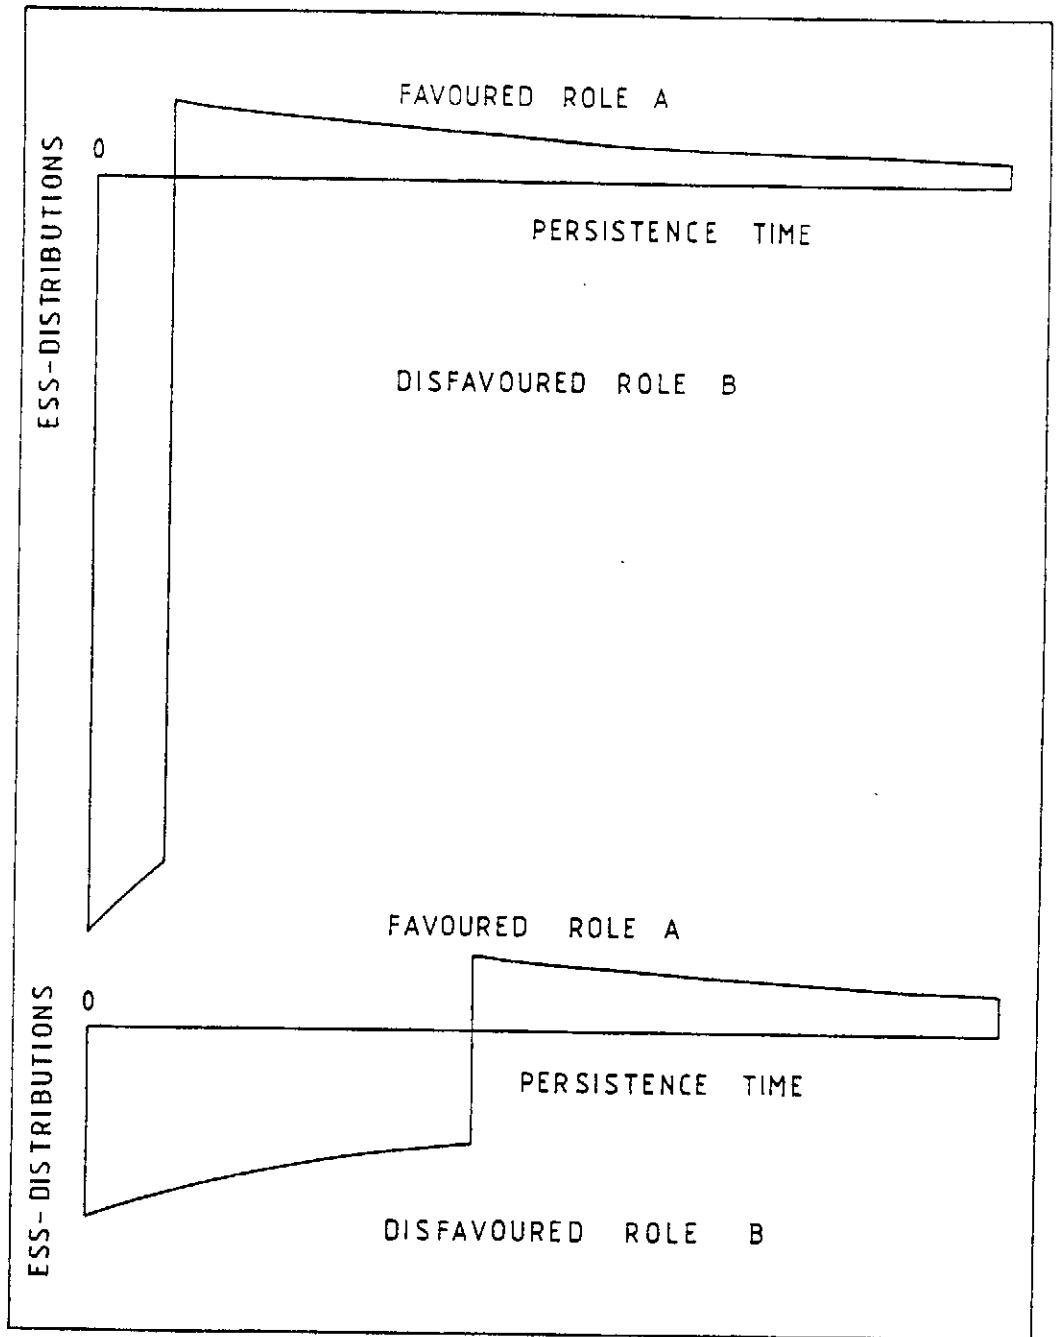 FAVOURED ROLE A
0
ESS-DISTRIBUTIONS
PERSISTENCE TIME
DISFAVOURED ROLE B
FAVOURED ROLE A
0
ESS-DISTRIBUTIONS
PERSISTENCE TIME
DISFAVOURED ROLE B